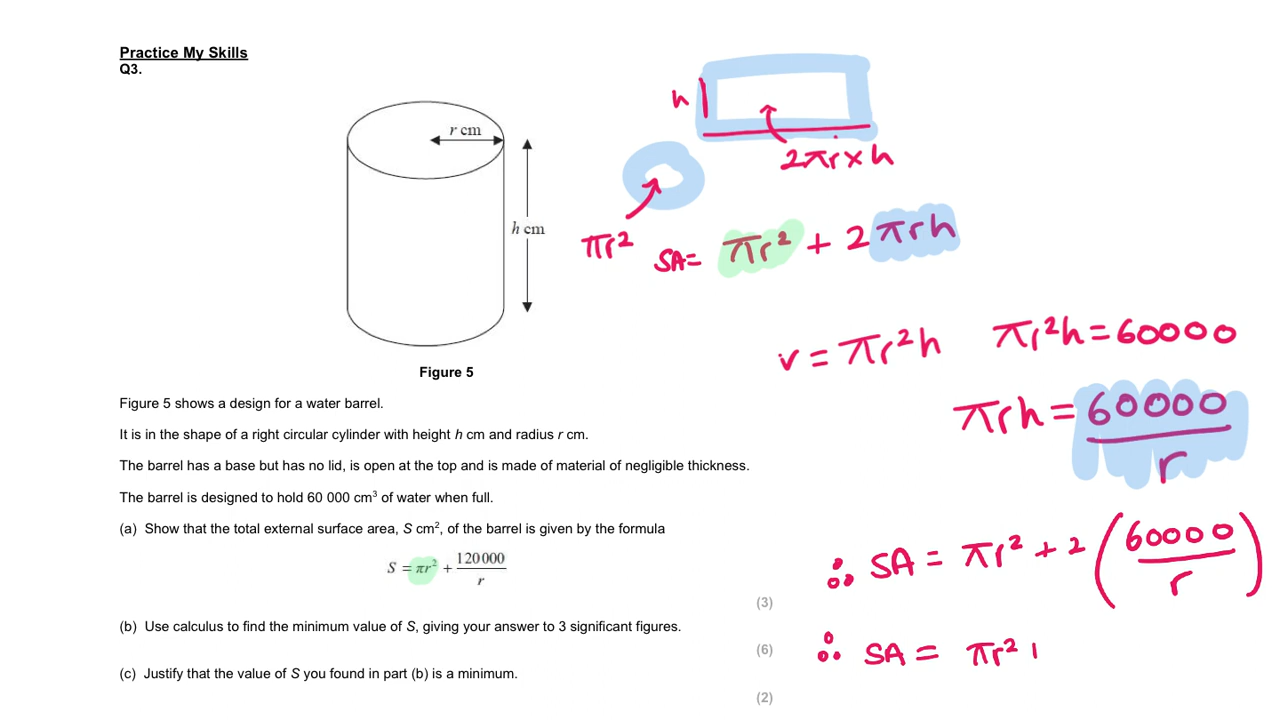 Practice My Skills
Q3.
r cm
h cm
Figure 5
h
2πr×h
πr²
SA= πr² + 2πrh
v = πr²h
πr²h=60000
πrh = 60000/r
Figure 5 shows a design for a water barrel.
It is in the shape of a right circular cylinder with height h cm and radius r cm.
The barrel has a base but has no lid, is open at the top and is made of material of negligible thickness.
The barrel is designed to hold 60 000 cm³ of water when full.
(a) Show that the total external surface area, S cm², of the barrel is given by the formula
S = πr² + 120000/r
(3)
(b) Use calculus to find the minimum value of S, giving your answer to 3 significant figures.
(6)
(c) Justify that the value of S you found in part (b) is a minimum.
(2)
∴ SA = πr² + 2(60000/r)
∴ SA = πr² ı